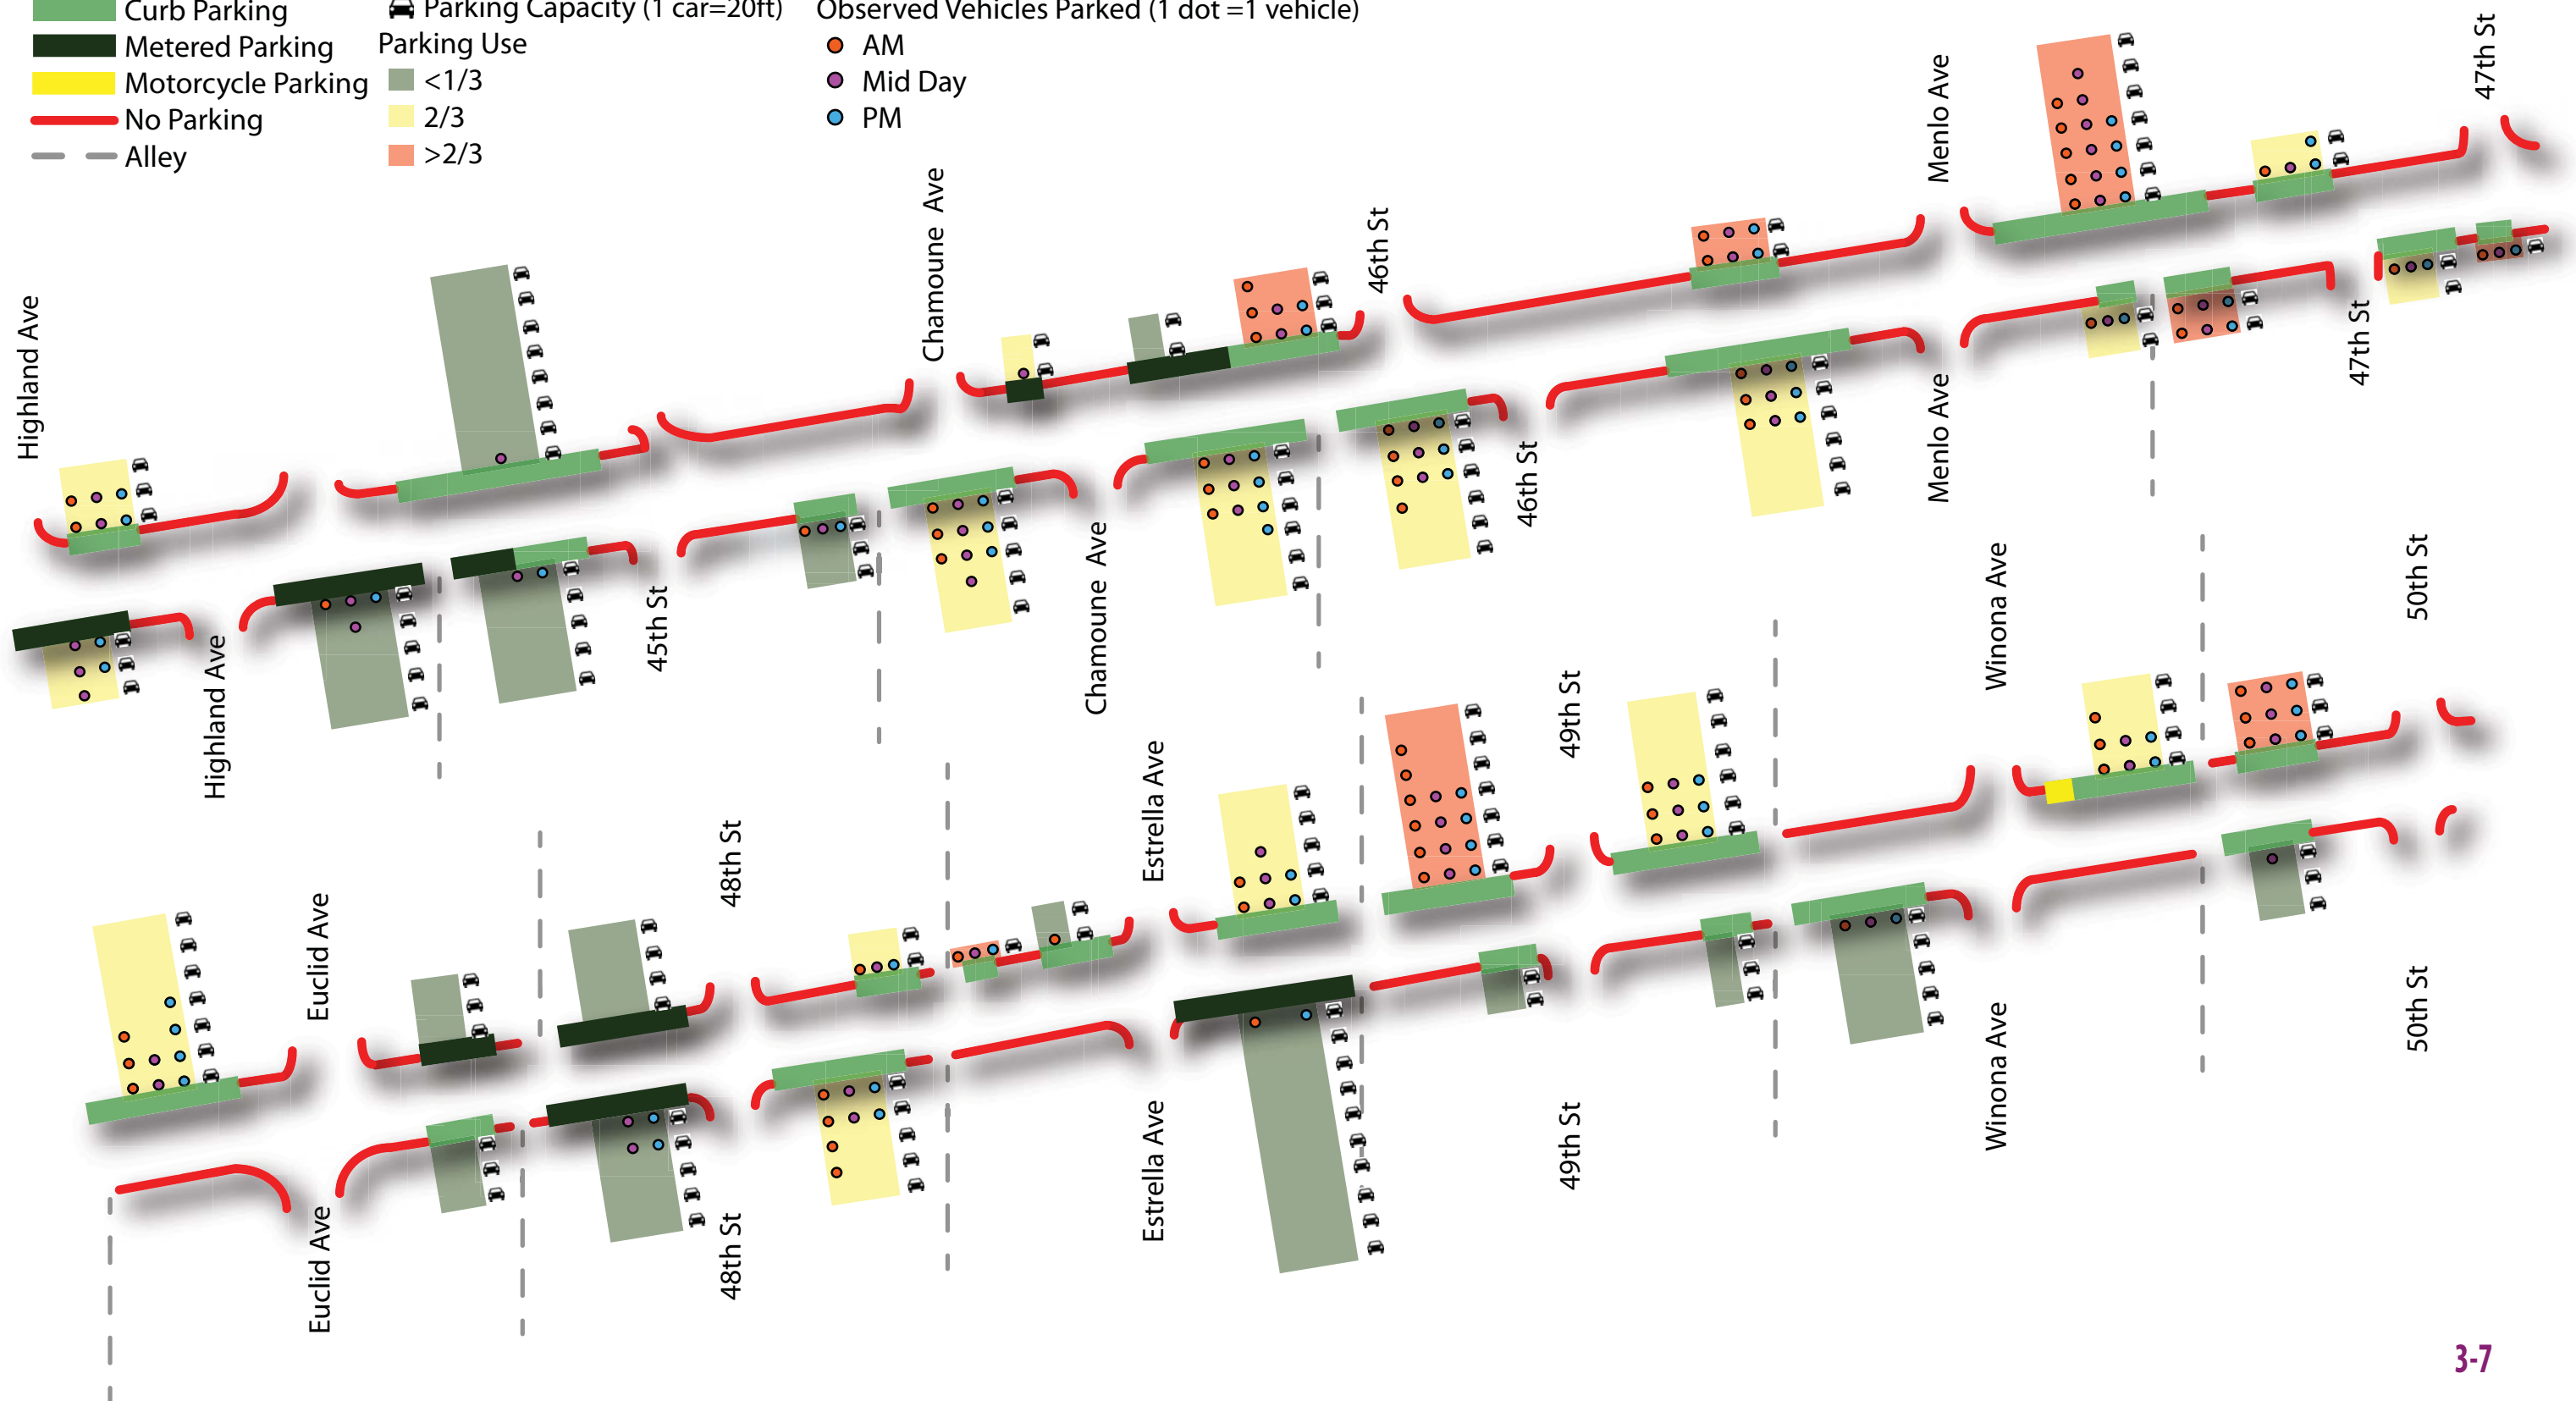 Curb Parking
Metered Parking
Motorcycle Parking
No Parking
Alley
Parking Capacity (1 car=20ft)
Parking Use
<1/3
2/3
>2/3
Observed Vehicles Parked (1 dot =1 vehicle)
AM
Mid Day
PM
Highland Ave
Chamoune Ave
46th St
Menlo Ave
47th St
Highland Ave
45th St
Chamoune Ave
46th St
Menlo Ave
47th St
Euclid Ave
48th St
Estrella Ave
49th St
Winona Ave
50th St
Euclid Ave
48th St
Estrella Ave
49th St
Winona Ave
50th St
3-7